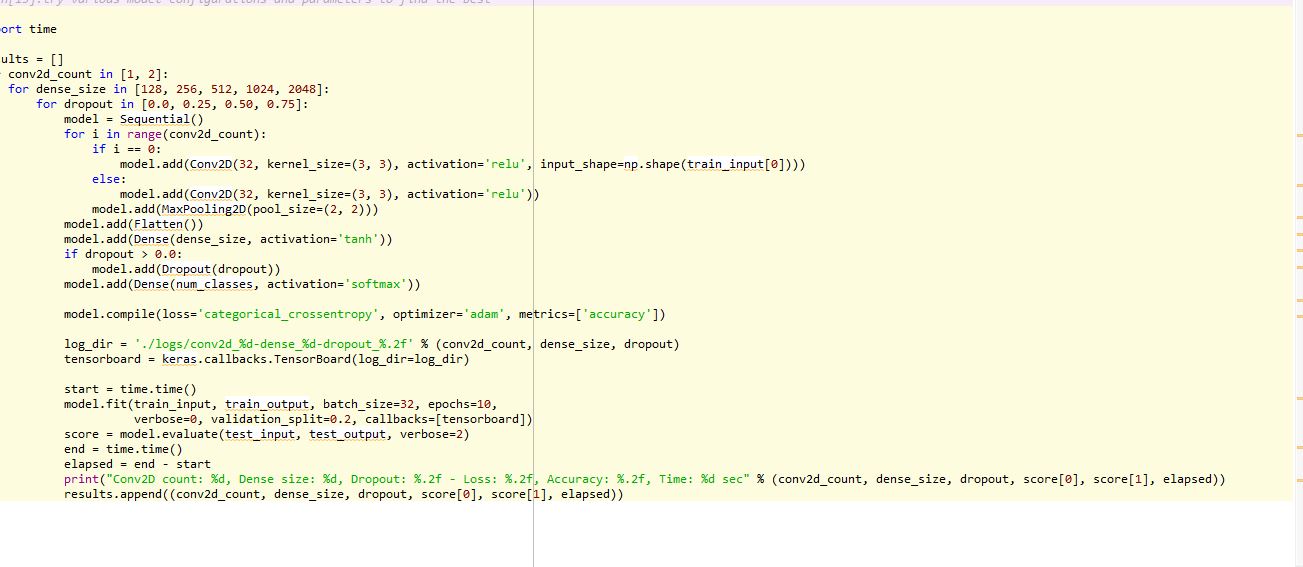 n[15]:try various model configurations and parameters to find the best
ort time
ults = []
conv2d_count in [1, 2]:
for dense_size in [128, 256, 512, 1024, 2048]:
for dropout in [0.0, 0.25, 0.50, 0.75]:
model = Sequential()
for i in range(conv2d_count):
if i == 0:
model.add(Conv2D(32, kernel_size=(3, 3), activation='relu', input_shape=np.shape(train_input[0])))
else:
model.add(Conv2D(32, kernel_size=(3, 3), activation='relu'))
model.add(MaxPooling2D(pool_size=(2, 2)))
model.add(Flatten())
model.add(Dense(dense_size, activation='tanh'))
if dropout > 0.0:
model.add(Dropout(dropout))
model.add(Dense(num_classes, activation='softmax'))
model.compile(loss='categorical_crossentropy', optimizer='adam', metrics=['accuracy'])
log_dir = './logs/conv2d_%d-dense_%d-dropout_%.2f' % (conv2d_count, dense_size, dropout)
tensorboard = keras.callbacks.TensorBoard(log_dir=log_dir)
start = time.time()
model.fit(train_input, train_output, batch_size=32, epochs=10,
verbose=0, validation_split=0.2, callbacks=[tensorboard])
score = model.evaluate(test_input, test_output, verbose=2)
end = time.time()
elapsed = end - start
print("Conv2D count: %d, Dense size: %d, Dropout: %.2f - Loss: %.2f, Accuracy: %.2f, Time: %d sec" % (conv2d_count, dense_size, dropout, score[0], score[1], elapsed))
results.append((conv2d_count, dense_size, dropout, score[0], score[1], elapsed))